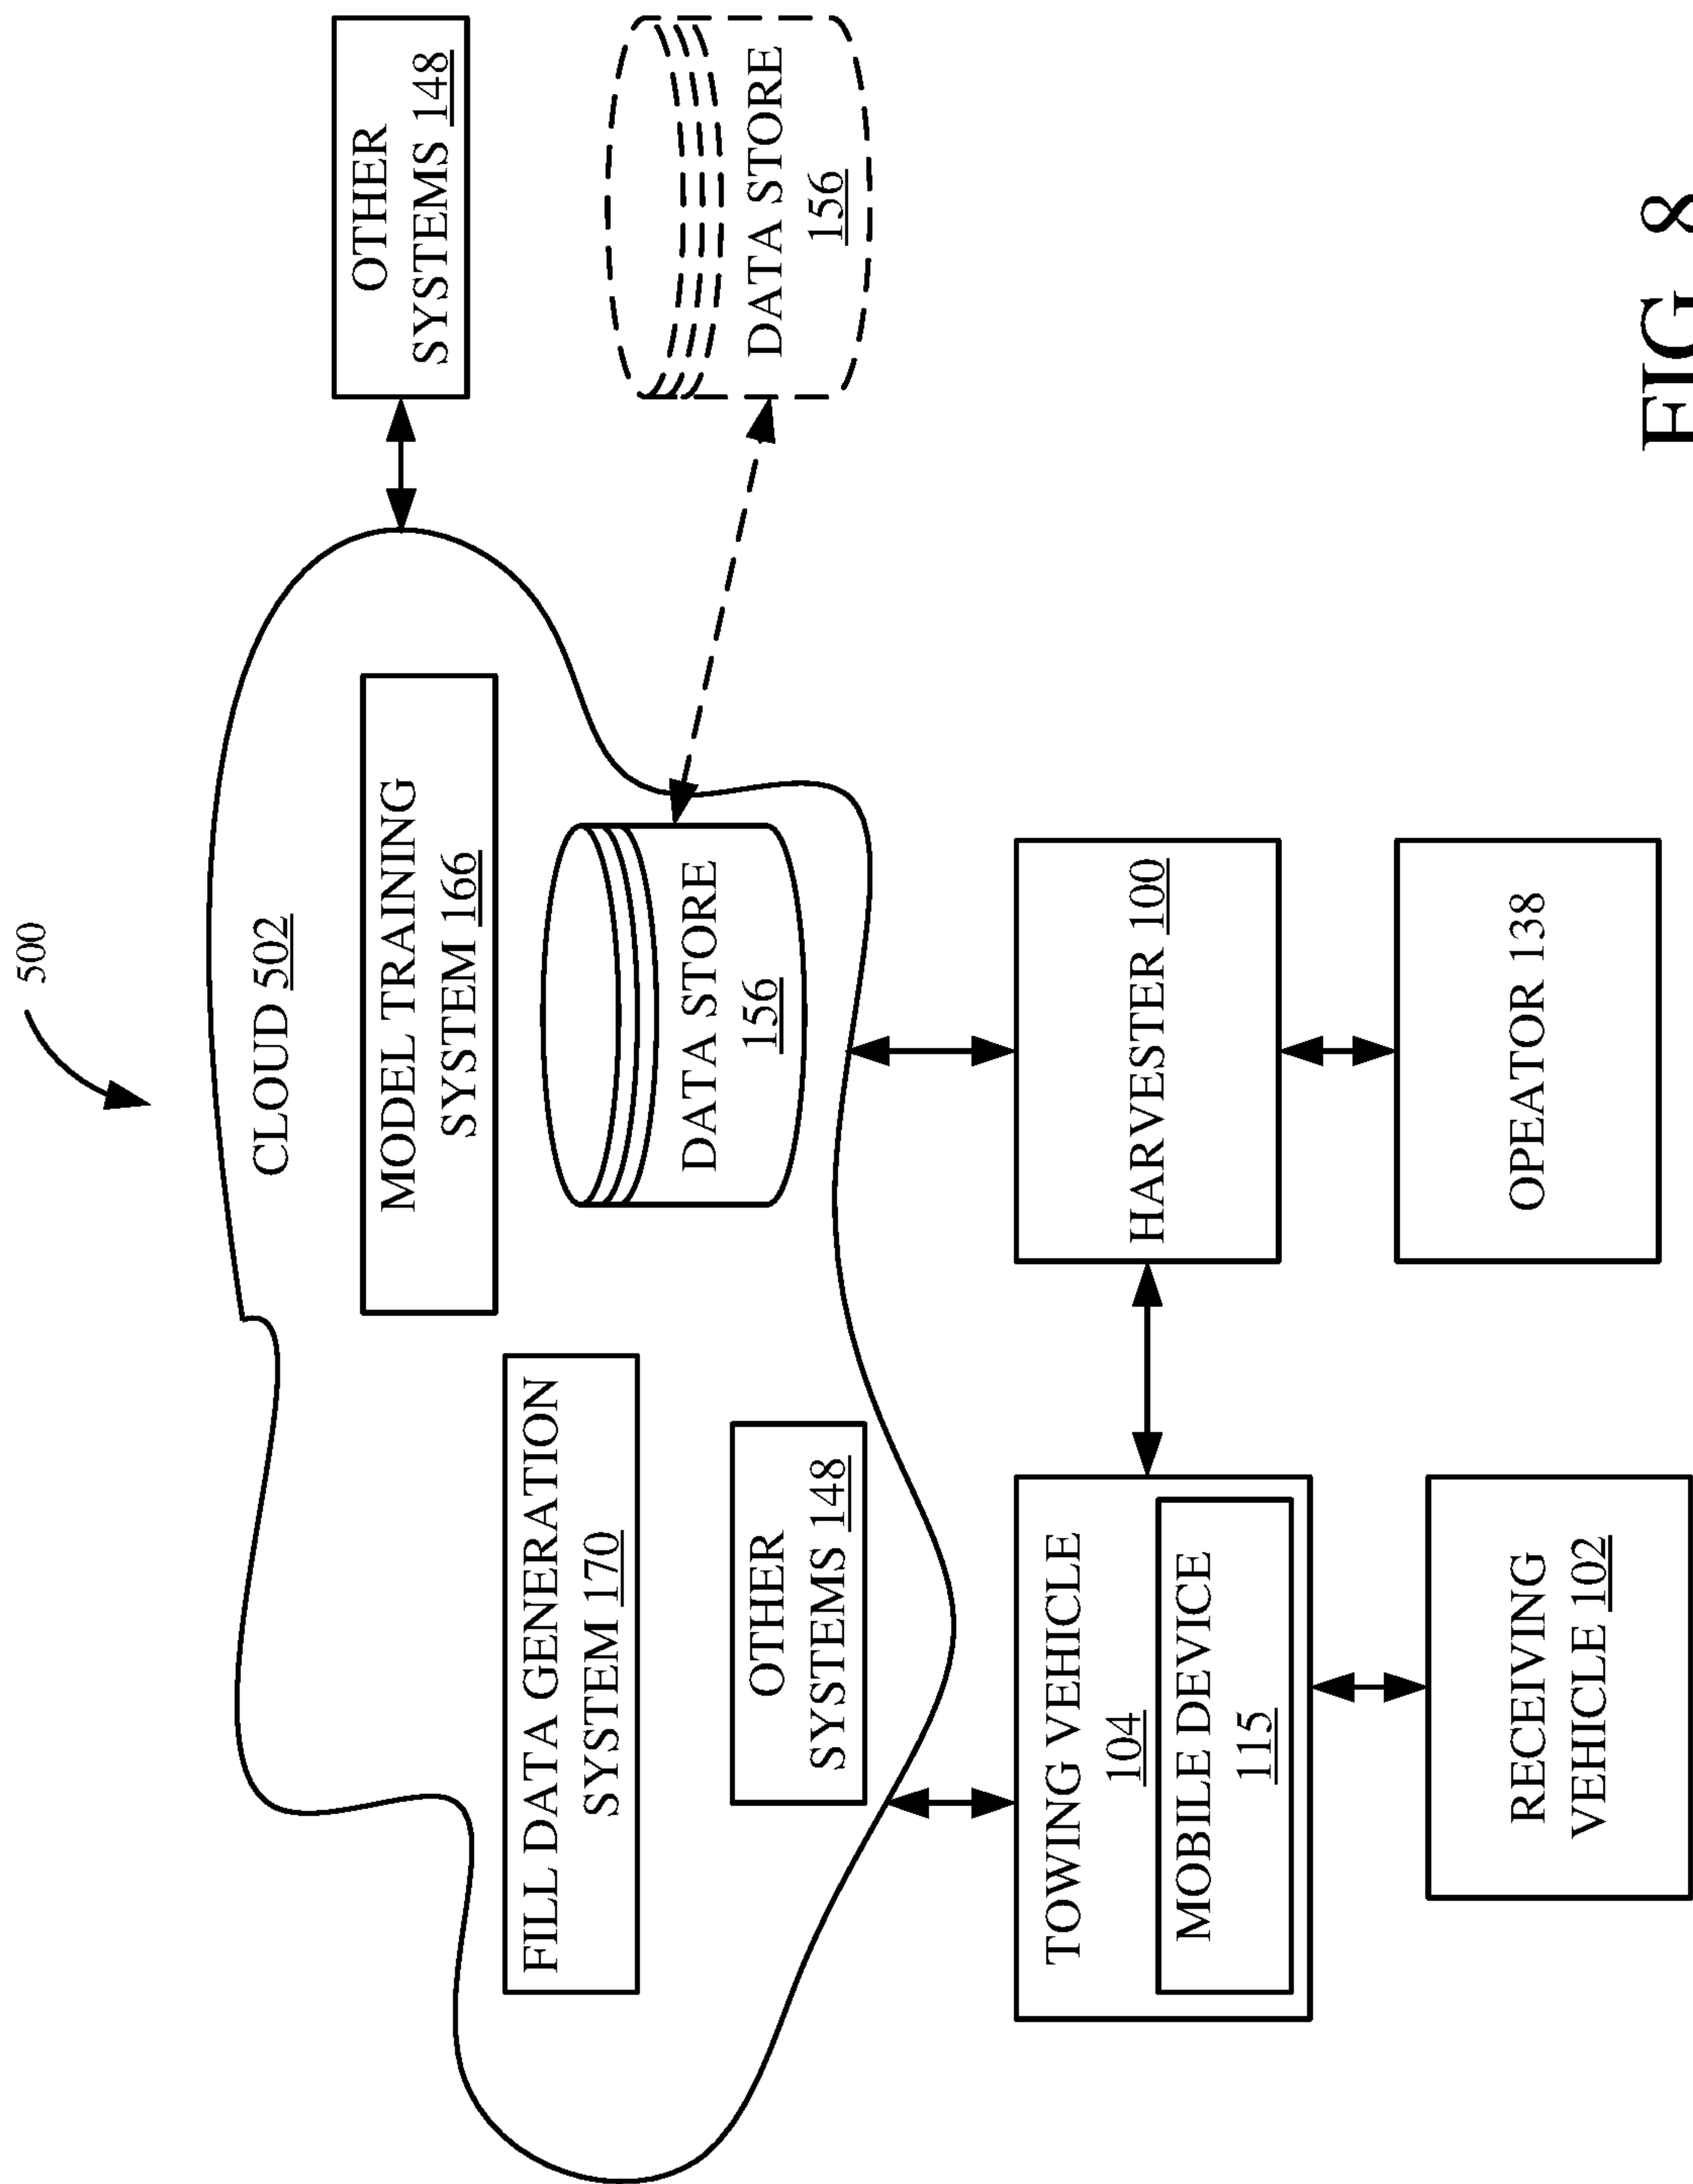 500
CLOUD 502
FILL DATA GENERATION
SYSTEM 170
MODEL TRAINING
SYSTEM 166
OTHER
SYSTEMS 148
OTHER
SYSTEMS 148
DATA STORE
156
DATA STORE
156
TOWING VEHICLE
104
MOBILE DEVICE
115
HARVESTER 100
RECEIVING
VEHICLE 102
OPEATOR 138
FIG. 8